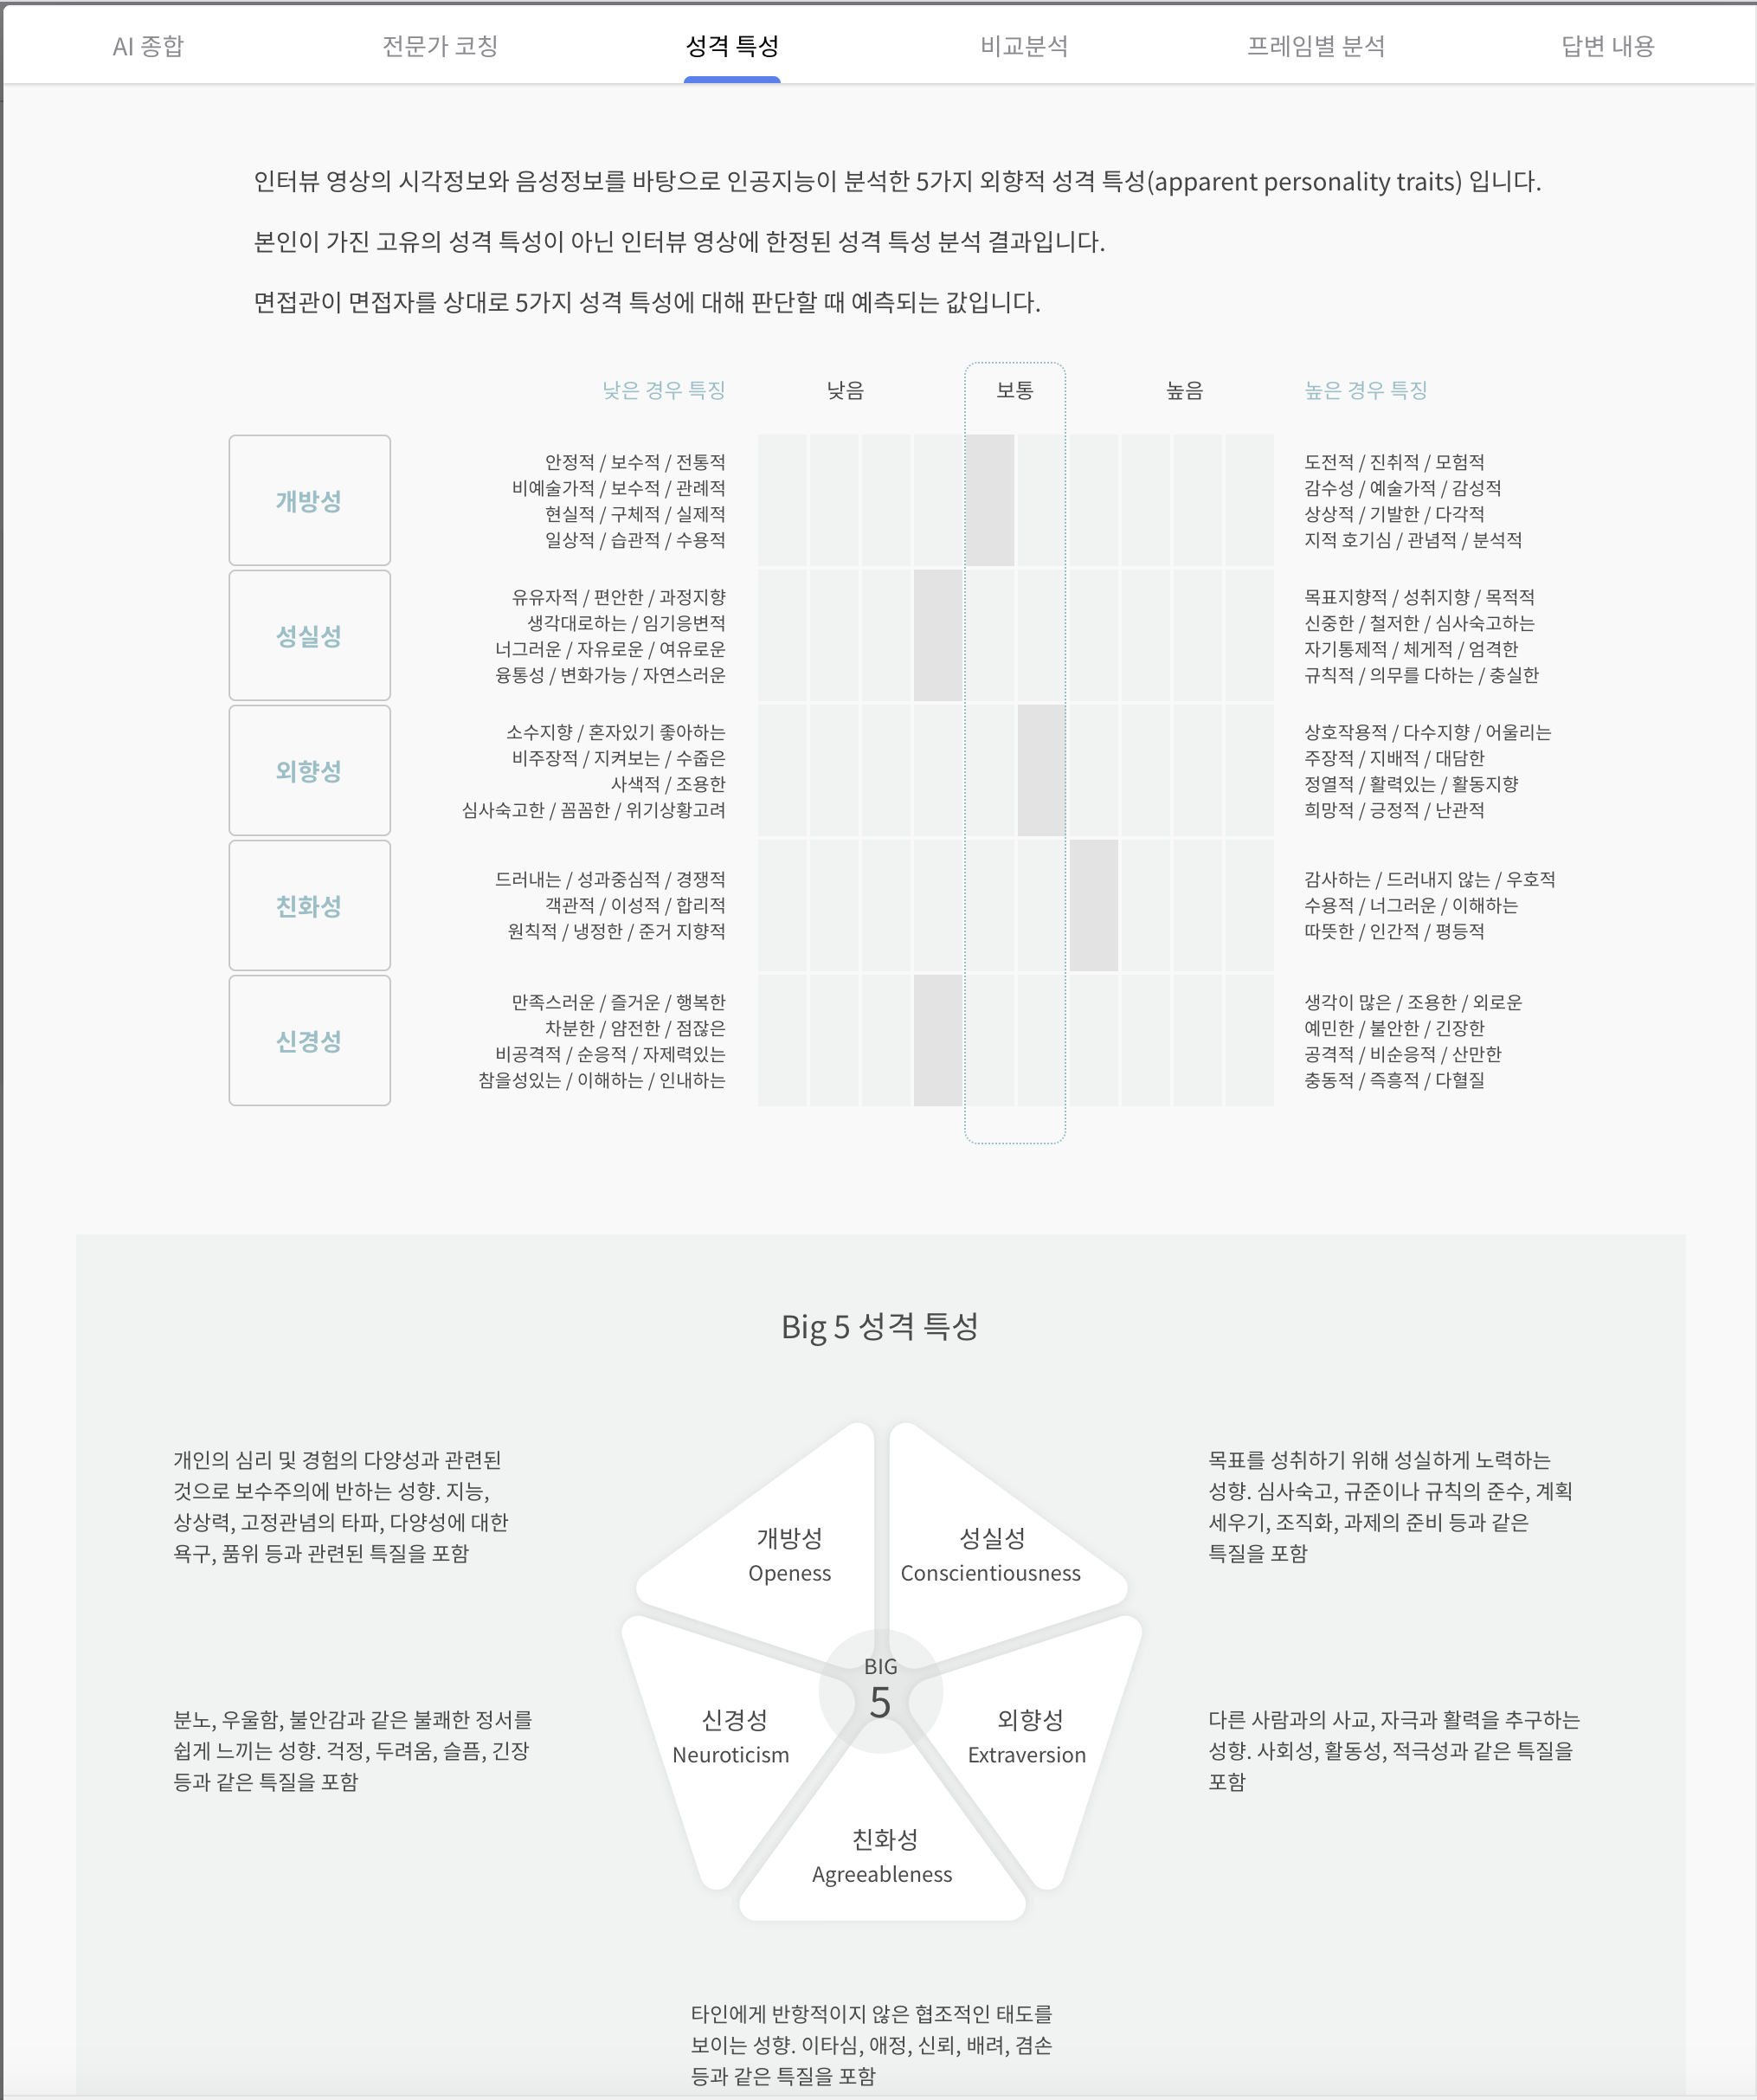 AI 종합
전문가 코칭
성격 특성
비교분석
프레임별 분석
답변 내용
인터뷰 영상의 시각정보와 음성정보를 바탕으로 인공지능이 분석한 5가지 외향적 성격 특성(apparent personality traits) 입니다.
본인이 가진 고유의 성격 특성이 아닌 인터뷰 영상에 한정된 성격 특성 분석 결과입니다.
면접관이 면접자를 상대로 5가지 성격 특성에 대해 판단할 때 예측되는 값입니다.
낮은 경우 특징
낮음
보통
높음
높은 경우 특징
개방성
안정적 / 보수적 / 전통적
비예술가적 / 보수적 / 관례적
현실적 / 구체적 / 실제적
일상적 / 습관적 / 수용적
도전적 / 진취적 / 모험적
감수성 / 예술가적 / 감성적
상상적 / 기발한 / 다각적
지적 호기심 / 관념적 / 분석적
성실성
유유자적 / 편안한 / 과정지향
생각대로하는 / 임기응변적
너그러운 / 자유로운 / 여유로운
융통성 / 변화가능 / 자연스러운
목표지향적 / 성취지향 / 목적적
신중한 / 철저한 / 심사숙고하는
자기통제적 / 체게적 / 엄격한
규칙적 / 의무를 다하는 / 충실한
외향성
소수지향 / 혼자있기 좋아하는
비주장적 / 지켜보는 / 수줍은
사색적 / 조용한
심사숙고한 / 꼼꼼한 / 위기상황고려
상호작용적 / 다수지향 / 어울리는
주장적 / 지배적 / 대담한
정열적 / 활력있는 / 활동지향
희망적 / 긍정적 / 난관적
친화성
드러내는 / 성과중심적 / 경쟁적
객관적 / 이성적 / 합리적
원칙적 / 냉정한 / 준거 지향적
감사하는 / 드러내지 않는 / 우호적
수용적 / 너그러운 / 이해하는
따뜻한 / 인간적 / 평등적
신경성
만족스러운 / 즐거운 / 행복한
차분한 / 얌전한 / 점잖은
비공격적 / 순응적 / 자제력있는
참을성있는 / 이해하는 / 인내하는
생각이 많은 / 조용한 / 외로운
예민한 / 불안한 / 긴장한
공격적 / 비순응적 / 산만한
충동적 / 즉흥적 / 다혈질
Big 5 성격 특성
개인의 심리 및 경험의 다양성과 관련된
것으로 보수주의에 반하는 성향. 지능,
상상력, 고정관념의 타파, 다양성에 대한
욕구, 품위 등과 관련된 특질을 포함
개방성
Openess
성실성
Conscientiousness
목표를 성취하기 위해 성실하게 노력하는
성향. 심사숙고, 규준이나 규칙의 준수, 계획
세우기, 조직화, 과제의 준비 등과 같은
특질을 포함
BIG
5
분노, 우울함, 불안감과 같은 불쾌한 정서를
쉽게 느끼는 성향. 걱정, 두려움, 슬픔, 긴장
등과 같은 특질을 포함
신경성
Neuroticism
외향성
Extraversion
다른 사람과의 사교, 자극과 활력을 추구하는
성향. 사회성, 활동성, 적극성과 같은 특질을
포함
친화성
Agreeableness
타인에게 반항적이지 않은 협조적인 태도를
보이는 성향. 이타심, 애정, 신뢰, 배려, 겸손
등과 같은 특질을 포함